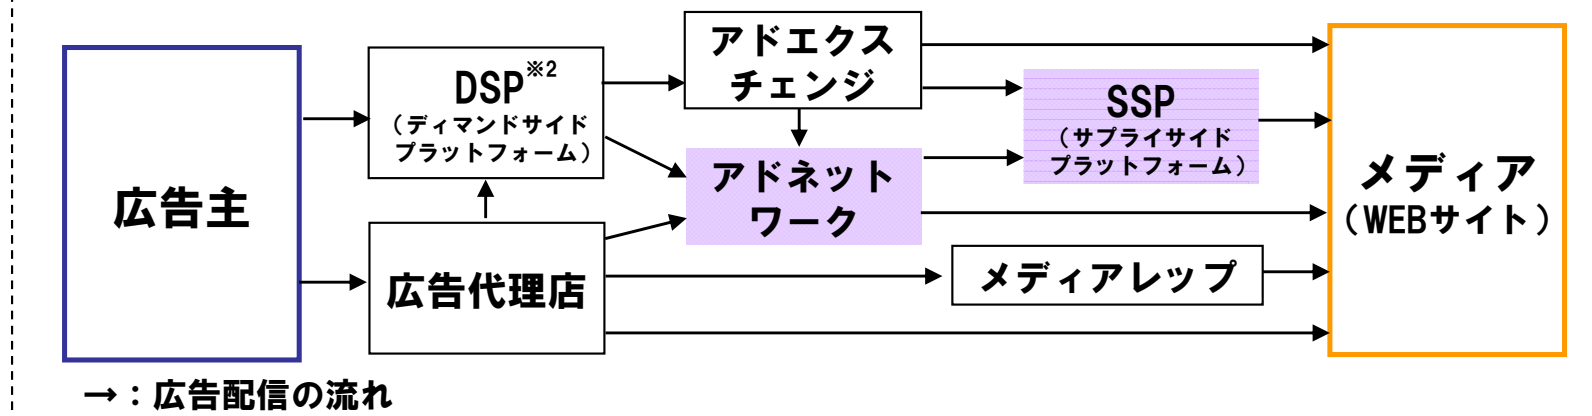 広告主
DSP※2
（ディマンドサイド
プラットフォーム）
広告代理店
アドエクス
チェンジ
アドネット
ワーク
SSP
（サプライサイド
プラットフォーム）
メディアレップ
メディア
（WEBサイト）
→：広告配信の流れ